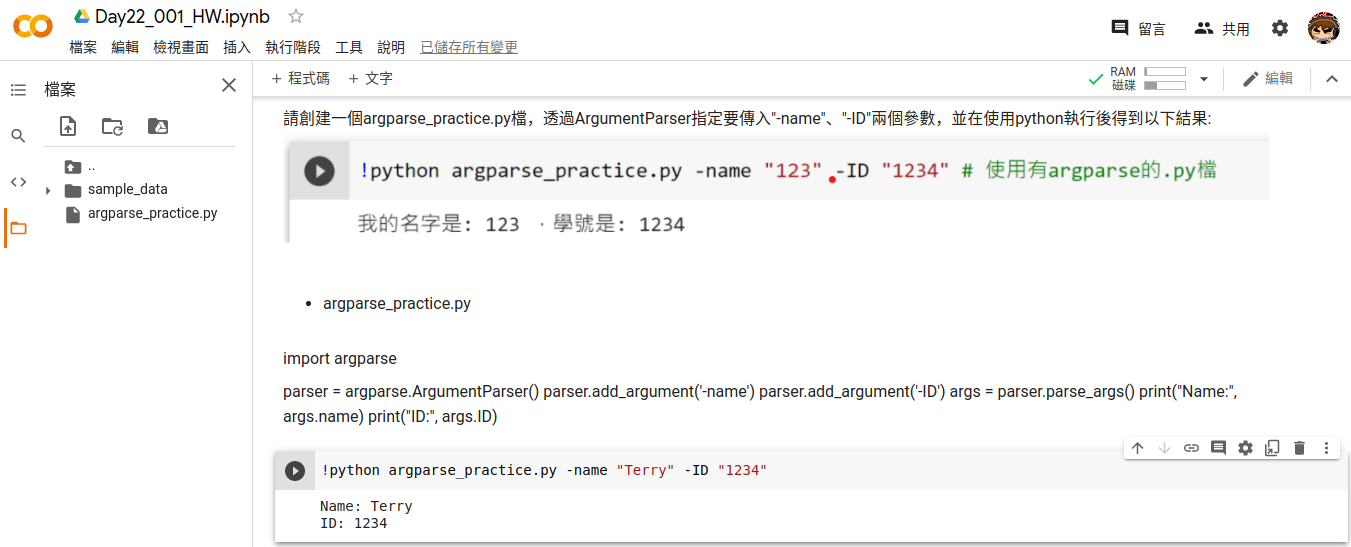 Day22_001_HW.ipynb
檔案 編輯 檢視畫面 插入 執行階段 工具 說明 已儲存所有變更
留言 共用
檔案
+ 程式碼 + 文字
RAM
磁碟
編輯
..
sample_data
argparse_practice.py
請創建一個argparse_practice.py檔，透過ArgumentParser指定要傳入"-name"、"-ID"兩個參數，並在使用python執行後得到以下結果:
!python argparse_practice.py -name "123" -ID "1234" # 使用有argparse的.py檔
我的名字是: 123 ，學號是: 1234
• argparse_practice.py
import argparse
parser = argparse.ArgumentParser() parser.add_argument('-name') parser.add_argument('-ID') args = parser.parse_args() print("Name:",
args.name) print("ID:", args.ID)
!python argparse_practice.py -name "Terry" -ID "1234"
Name: Terry
ID: 1234